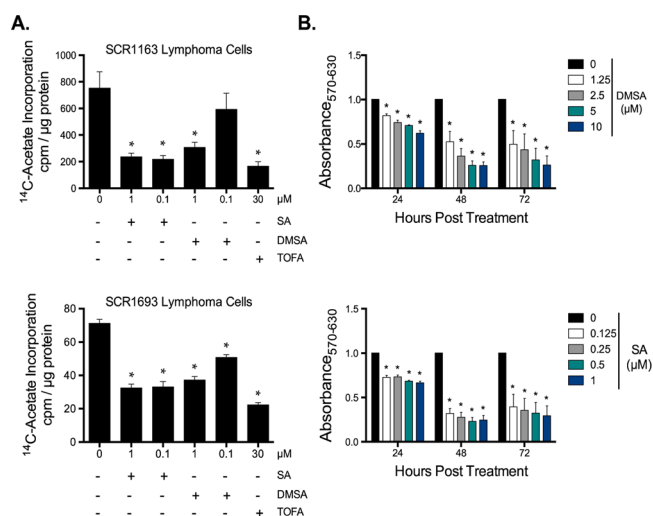 A.
SCR1163 Lymphoma Cells
14C-Acetate Incorporation
cpm / µg protein
1000
800
600
400
200
0
0 1 0.1 1 0.1 30 µM
- + + - - - SA
- - - + + - DMSA
- - - - - + TOFA
* * * *
SCR1693 Lymphoma Cells
14C-Acetate Incorporation
cpm / µg protein
80
60
40
20
0
0 1 0.1 1 0.1 30 µM
- + + - - - SA
- - - + + - DMSA
- - - - - + TOFA
* * * * *
B.
Absorbance570-630
1.5
1.0
0.5
0.0
* * * * * * * * * * * *
24 48 72
Hours Post Treatment
0
1.25
2.5
5
10
DMSA
(µM)
Absorbance570-630
1.5
1.0
0.5
0.0
* * * * * * * * * * * *
24 48 72
Hours Post Treatment
0
0.125
0.25
0.5
1
SA
(µM)